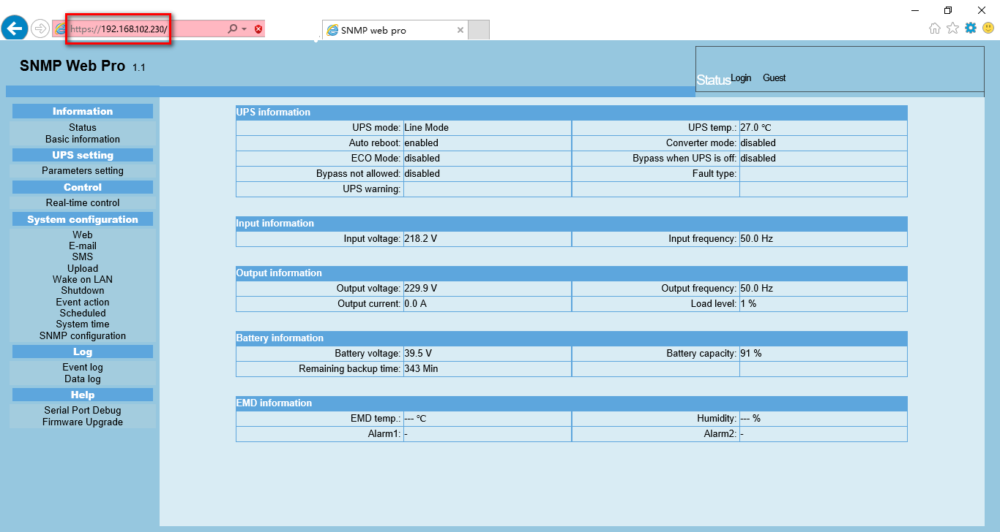 https://192.168.102.230/
SNMP web pro
SNMP Web Pro 1.1
Status Login Guest
Information
Status
Basic information
UPS setting
Parameters setting
Control
Real-time control
System configuration
Web
E-mail
SMS
Upload
Wake on LAN
Shutdown
Event action
Scheduled
System time
SNMP configuration
Log
Event log
Data log
Help
Serial Port Debug
Firmware Upgrade
UPS information
UPS mode: Line Mode UPS temp.: 27.0 ℃
Auto reboot: enabled Converter mode: disabled
ECO Mode: disabled Bypass when UPS is off: disabled
Bypass not allowed: disabled Fault type:
UPS warning:
Input information
Input voltage: 218.2 V Input frequency: 50.0 Hz
Output information
Output voltage: 229.9 V Output frequency: 50.0 Hz
Output current: 0.0 A Load level: 1 %
Battery information
Battery voltage: 39.5 V Battery capacity: 91 %
Remaining backup time: 343 Min
EMD information
EMD temp.: --- ℃ Humidity: --- %
Alarm1: - Alarm2: -